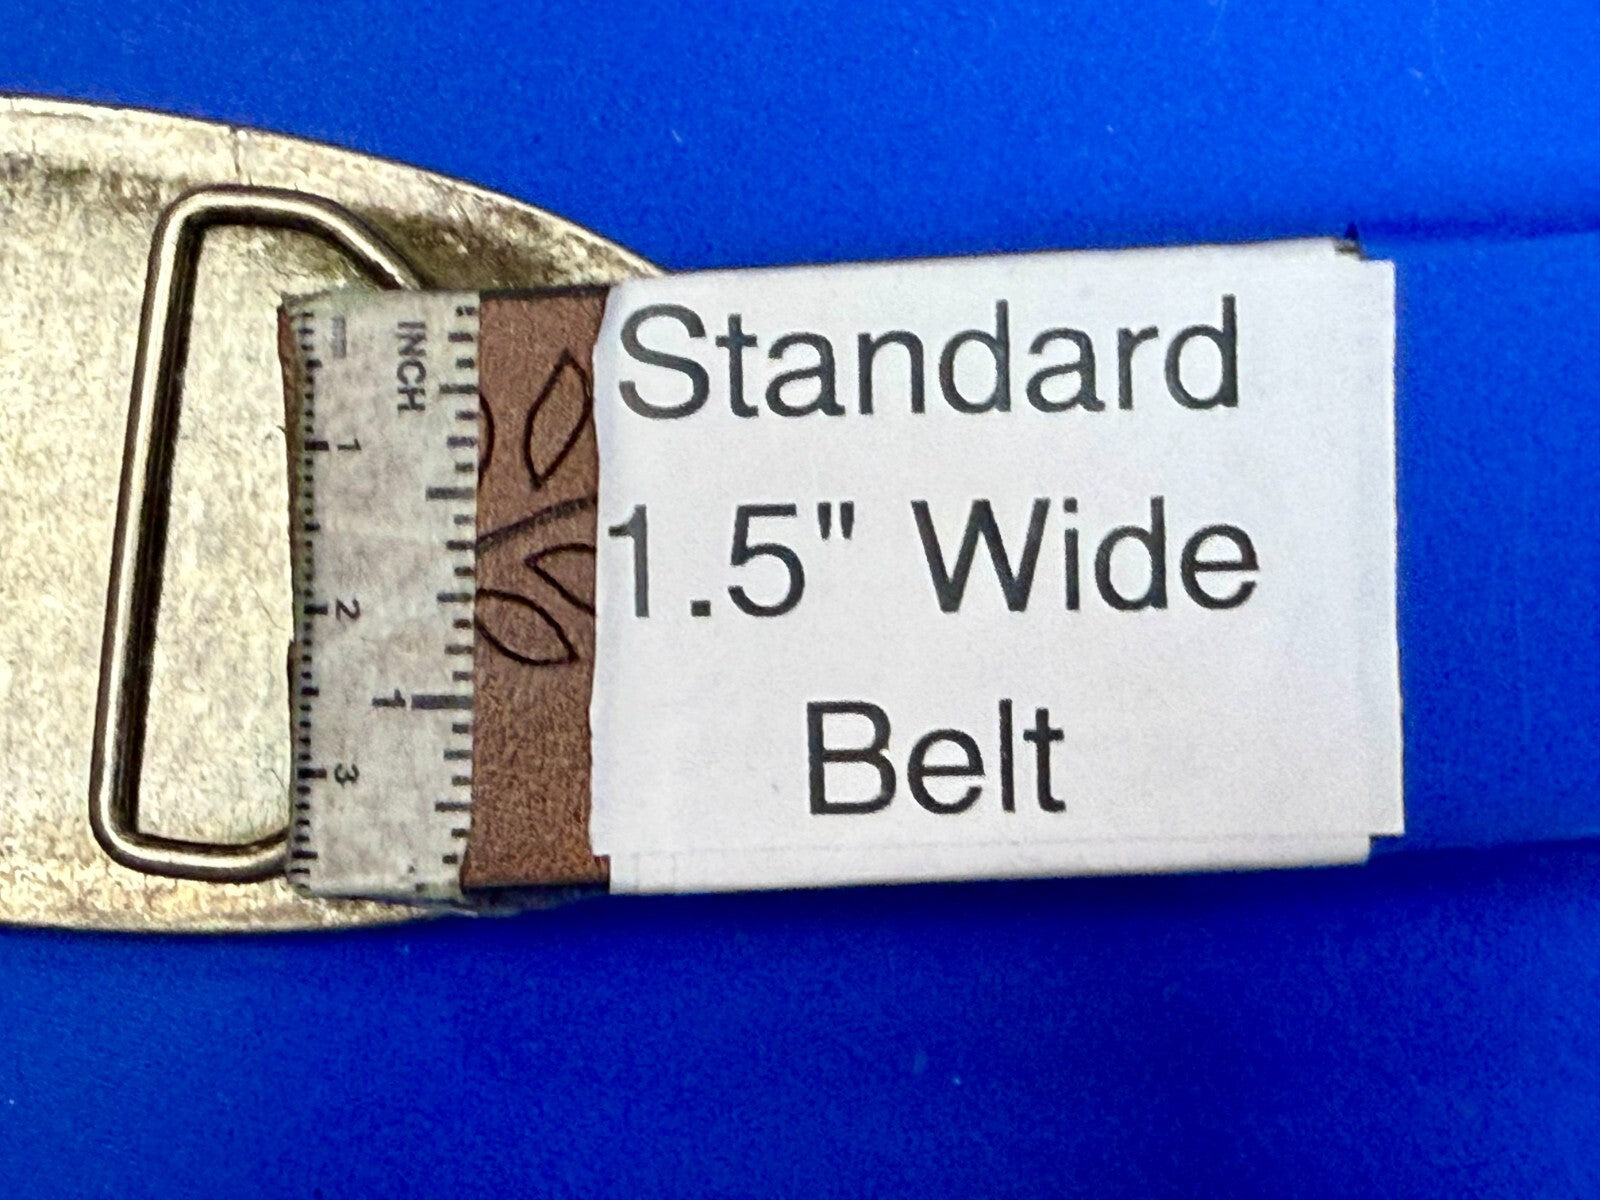 Standard
1.5" Wide
Belt
INCH
1
2
3
1